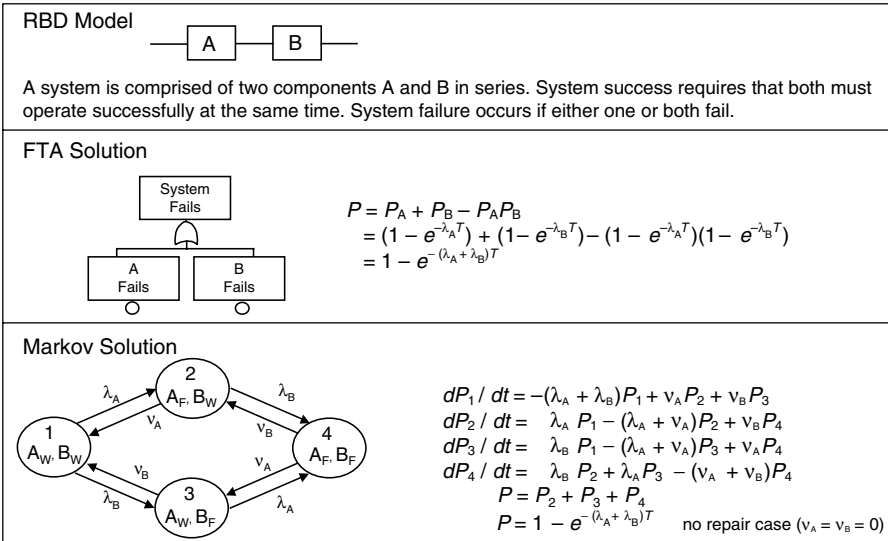 RBD Model
A B
A system is comprised of two components A and B in series. System success requires that both must
operate successfully at the same time. System failure occurs if either one or both fail.
FTA Solution
System
Fails
A
Fails
B
Fails
P = P_A + P_B – P_AP_B
= (1 – e^{–λ_AT}) + (1– e^{–λ_BT}) – (1 – e^{–λ_AT})(1– e^{–λ_BT})
= 1 – e^{– (λ_A + λ_B)T}
Markov Solution
1
A_W, B_W
2
A_F, B_W
3
A_W, B_F
4
A_F, B_F
λ_A
ν_A
λ_B
ν_B
ν_B
λ_B
ν_A
λ_A
dP_1 / dt = –(λ_A + λ_B)P_1 + ν_A P_2 + ν_B P_3
dP_2 / dt = λ_A P_1 – (λ_A + ν_A)P_2 + ν_B P_4
dP_3 / dt = λ_B P_1 – (λ_A + ν_A)P_3 + ν_A P_4
dP_4 / dt = λ_B P_2 + λ_A P_3 – (ν_A + ν_B)P_4
P = P_2 + P_3 + P_4
P = 1 – e^{– (λ_A + λ_B)T} no repair case (ν_A = ν_B = 0)